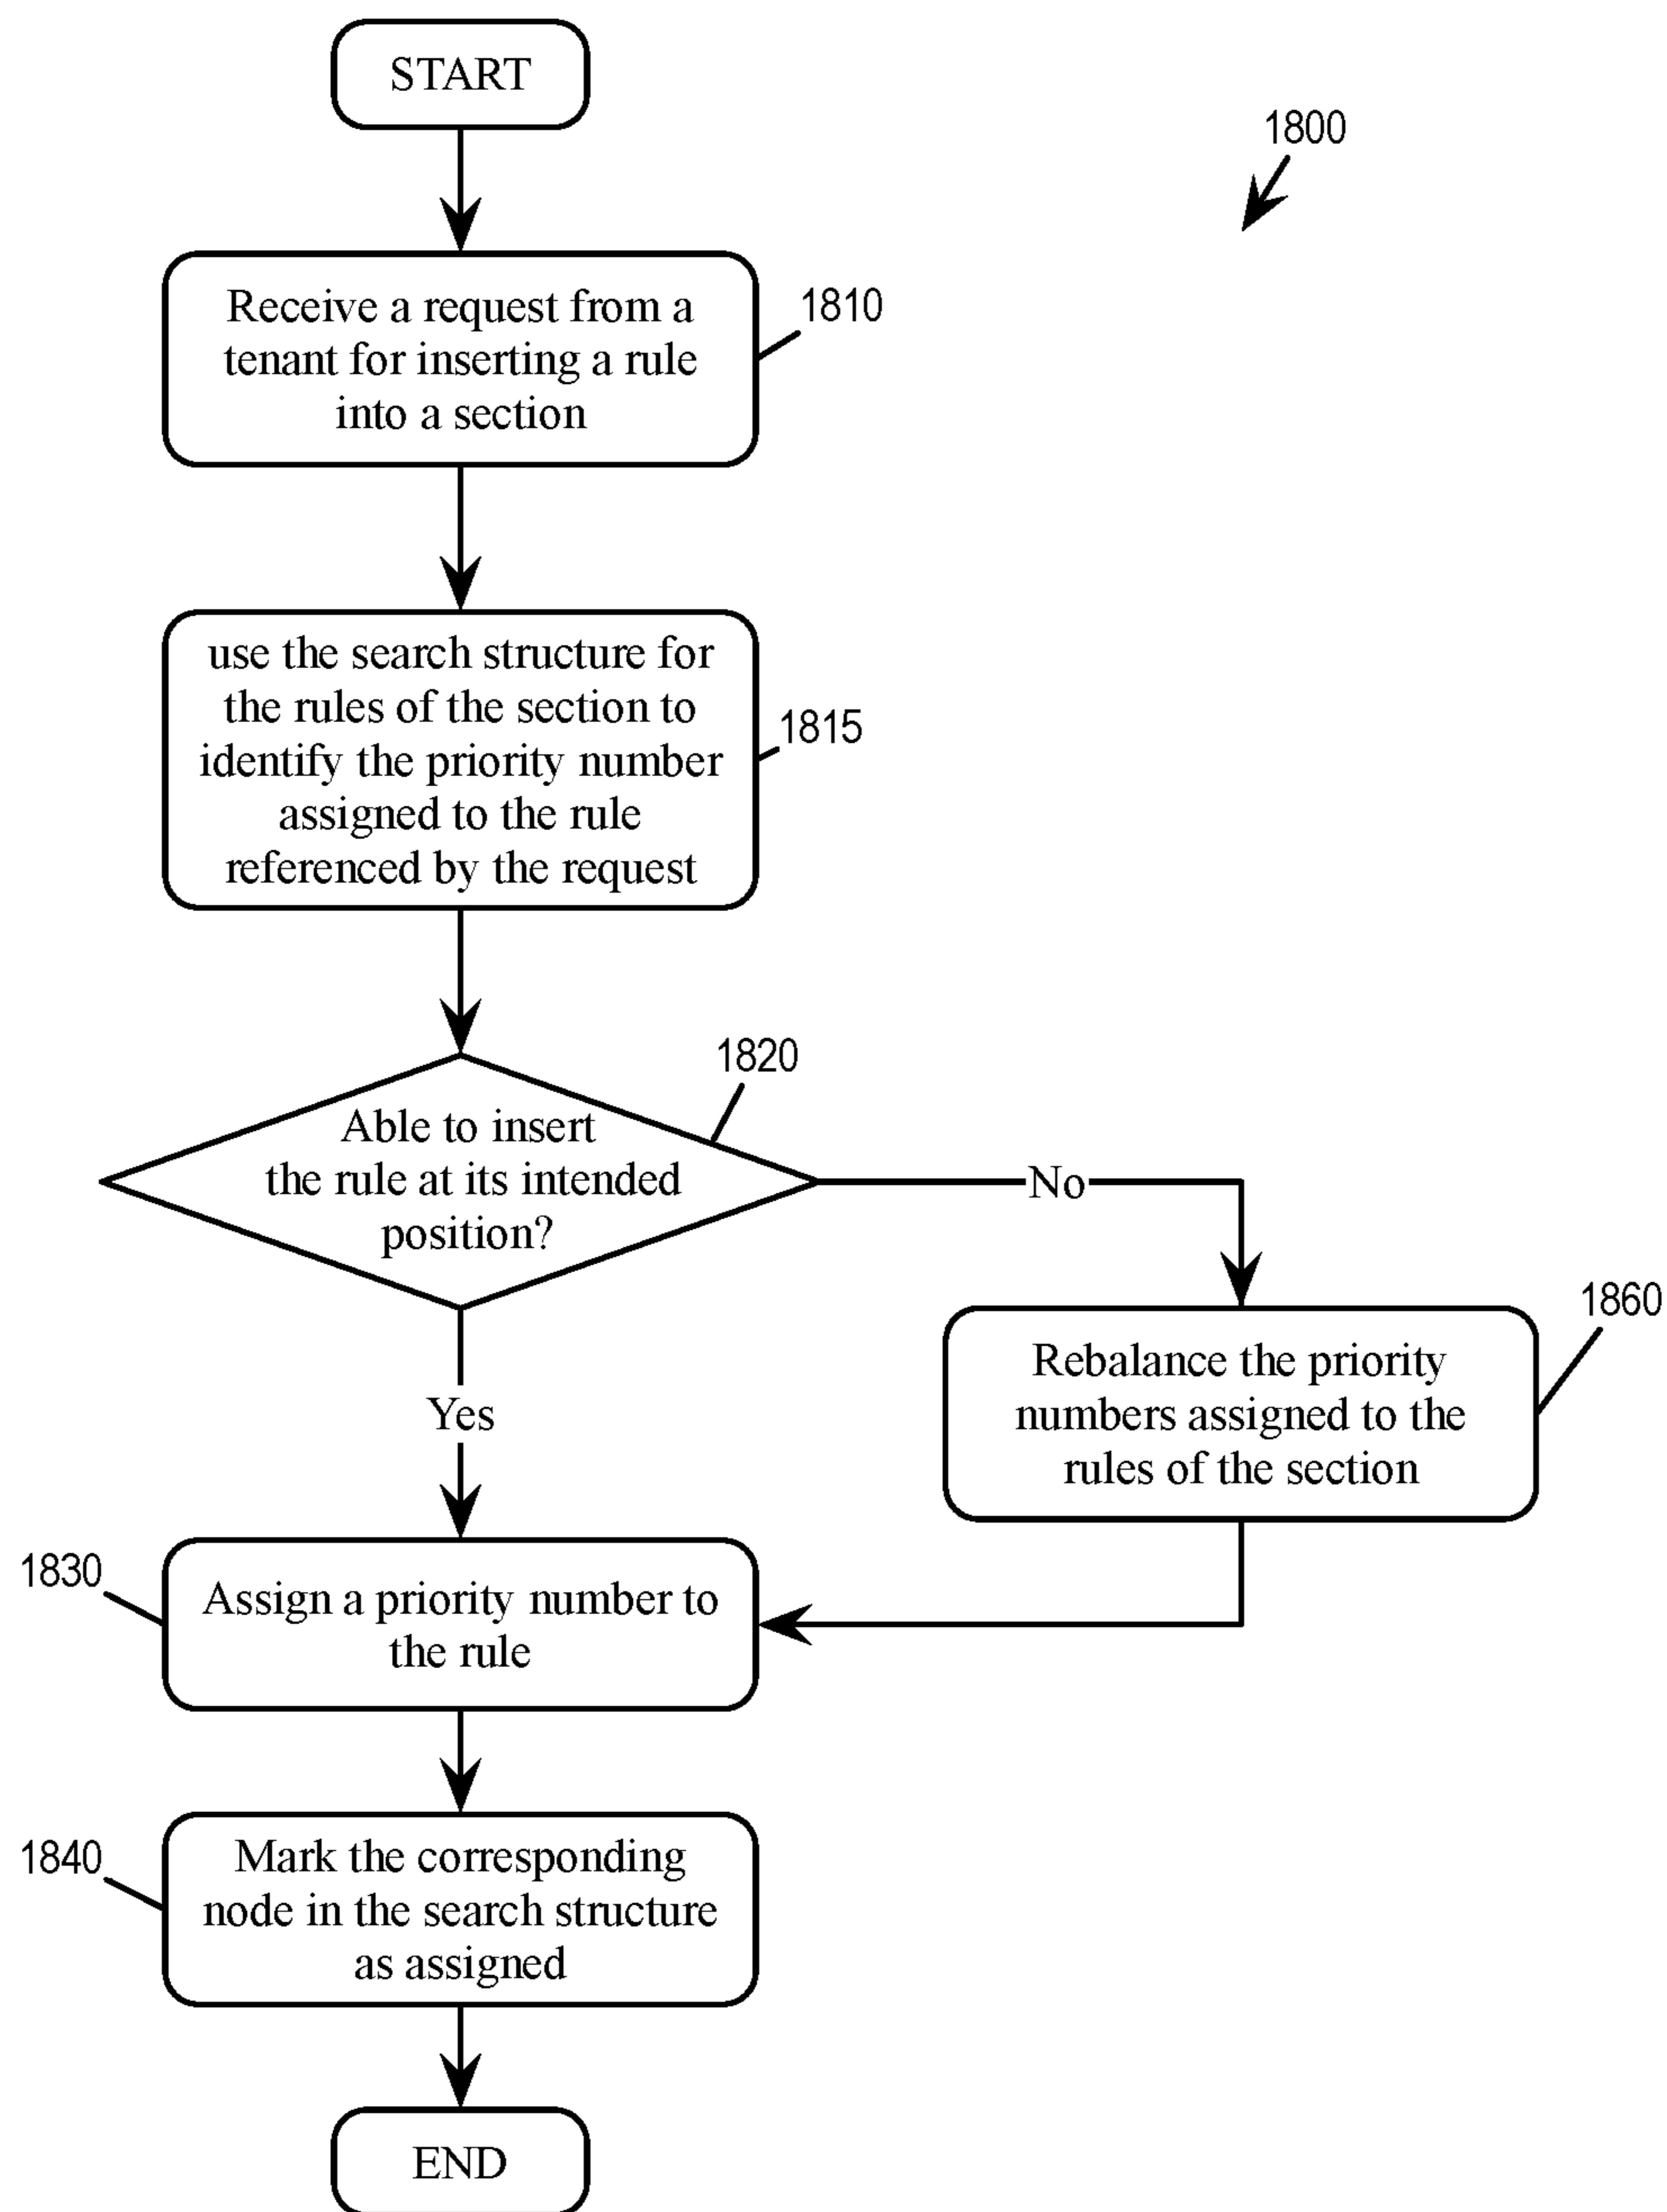 START
1800
Receive a request from a
tenant for inserting a rule
into a section
1810
use the search structure for
the rules of the section to
identify the priority number
assigned to the rule
referenced by the request
1815
1820
Able to insert
the rule at its intended
position?
No
Yes
1860
Rebalance the priority
numbers assigned to the
rules of the section
1830
Assign a priority number to
the rule
1840
Mark the corresponding
node in the search structure
as assigned
END